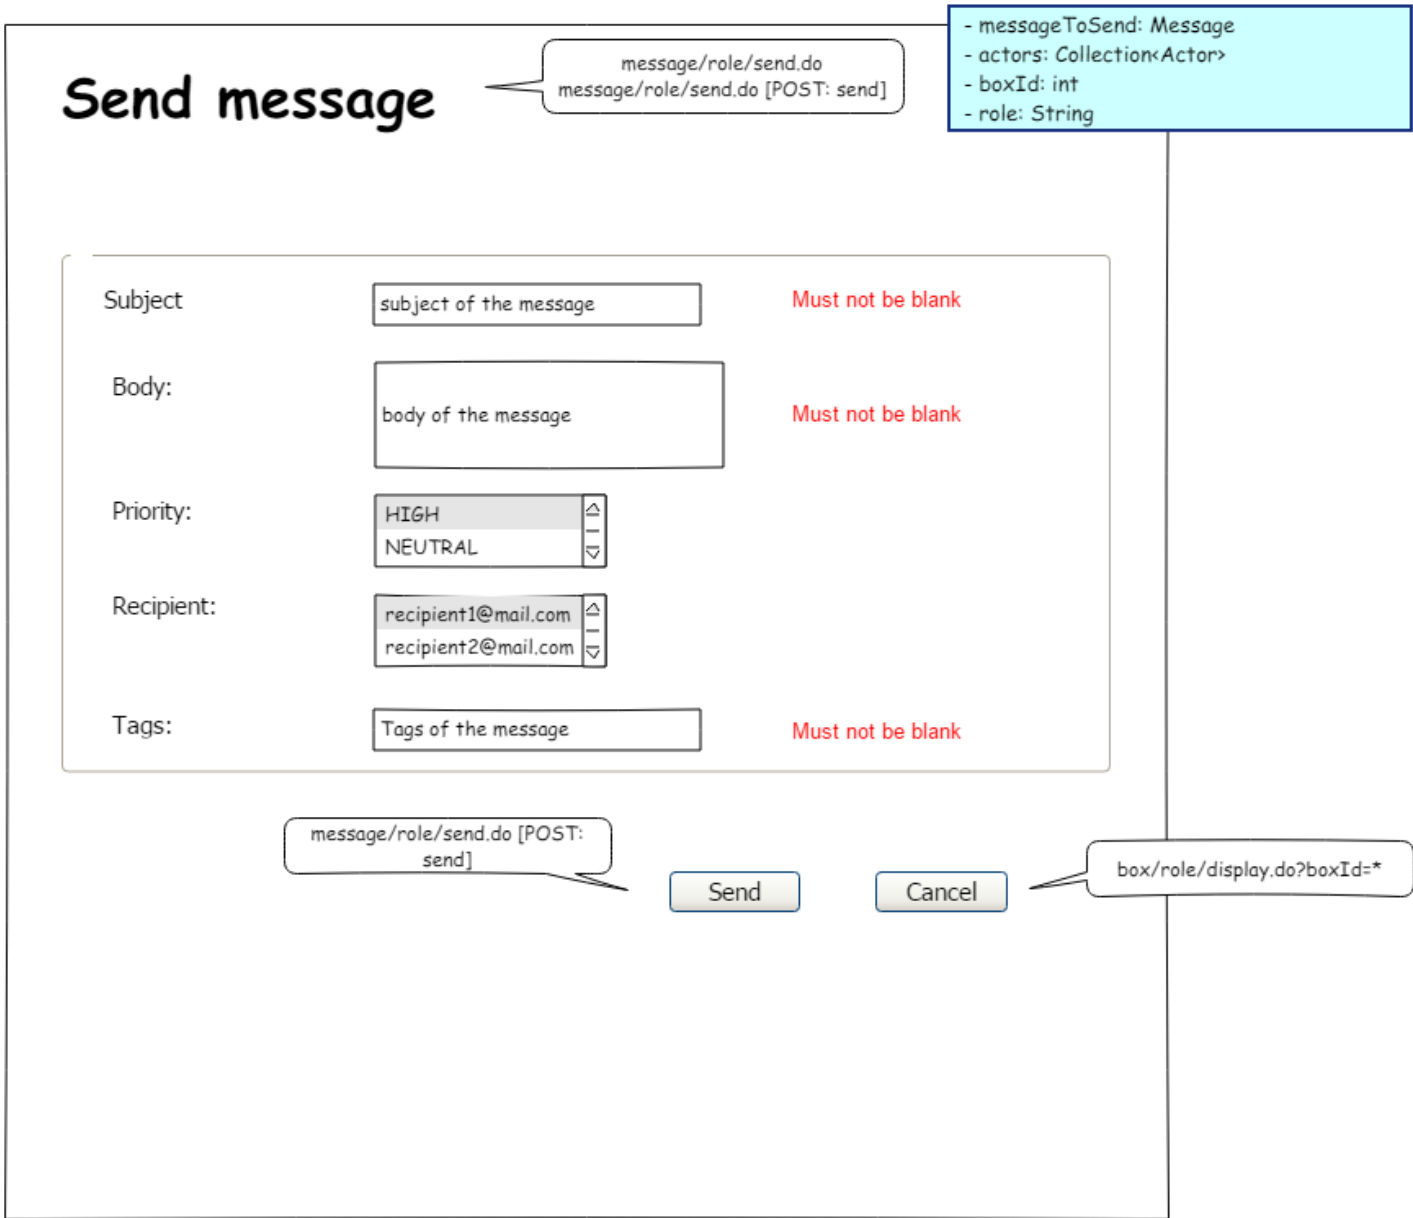 - messageToSend: Message
- actors: Collection<Actor>
- boxId: int
- role: String
Send message
message/role/send.do
message/role/send.do [POST: send]
Subject
subject of the message
Must not be blank
Body:
body of the message
Must not be blank
Priority:
HIGH
NEUTRAL
Recipient:
recipient1@mail.com
recipient2@mail.com
Tags:
Tags of the message
Must not be blank
message/role/send.do [POST:
send]
Send
Cancel
box/role/display.do?boxId=*